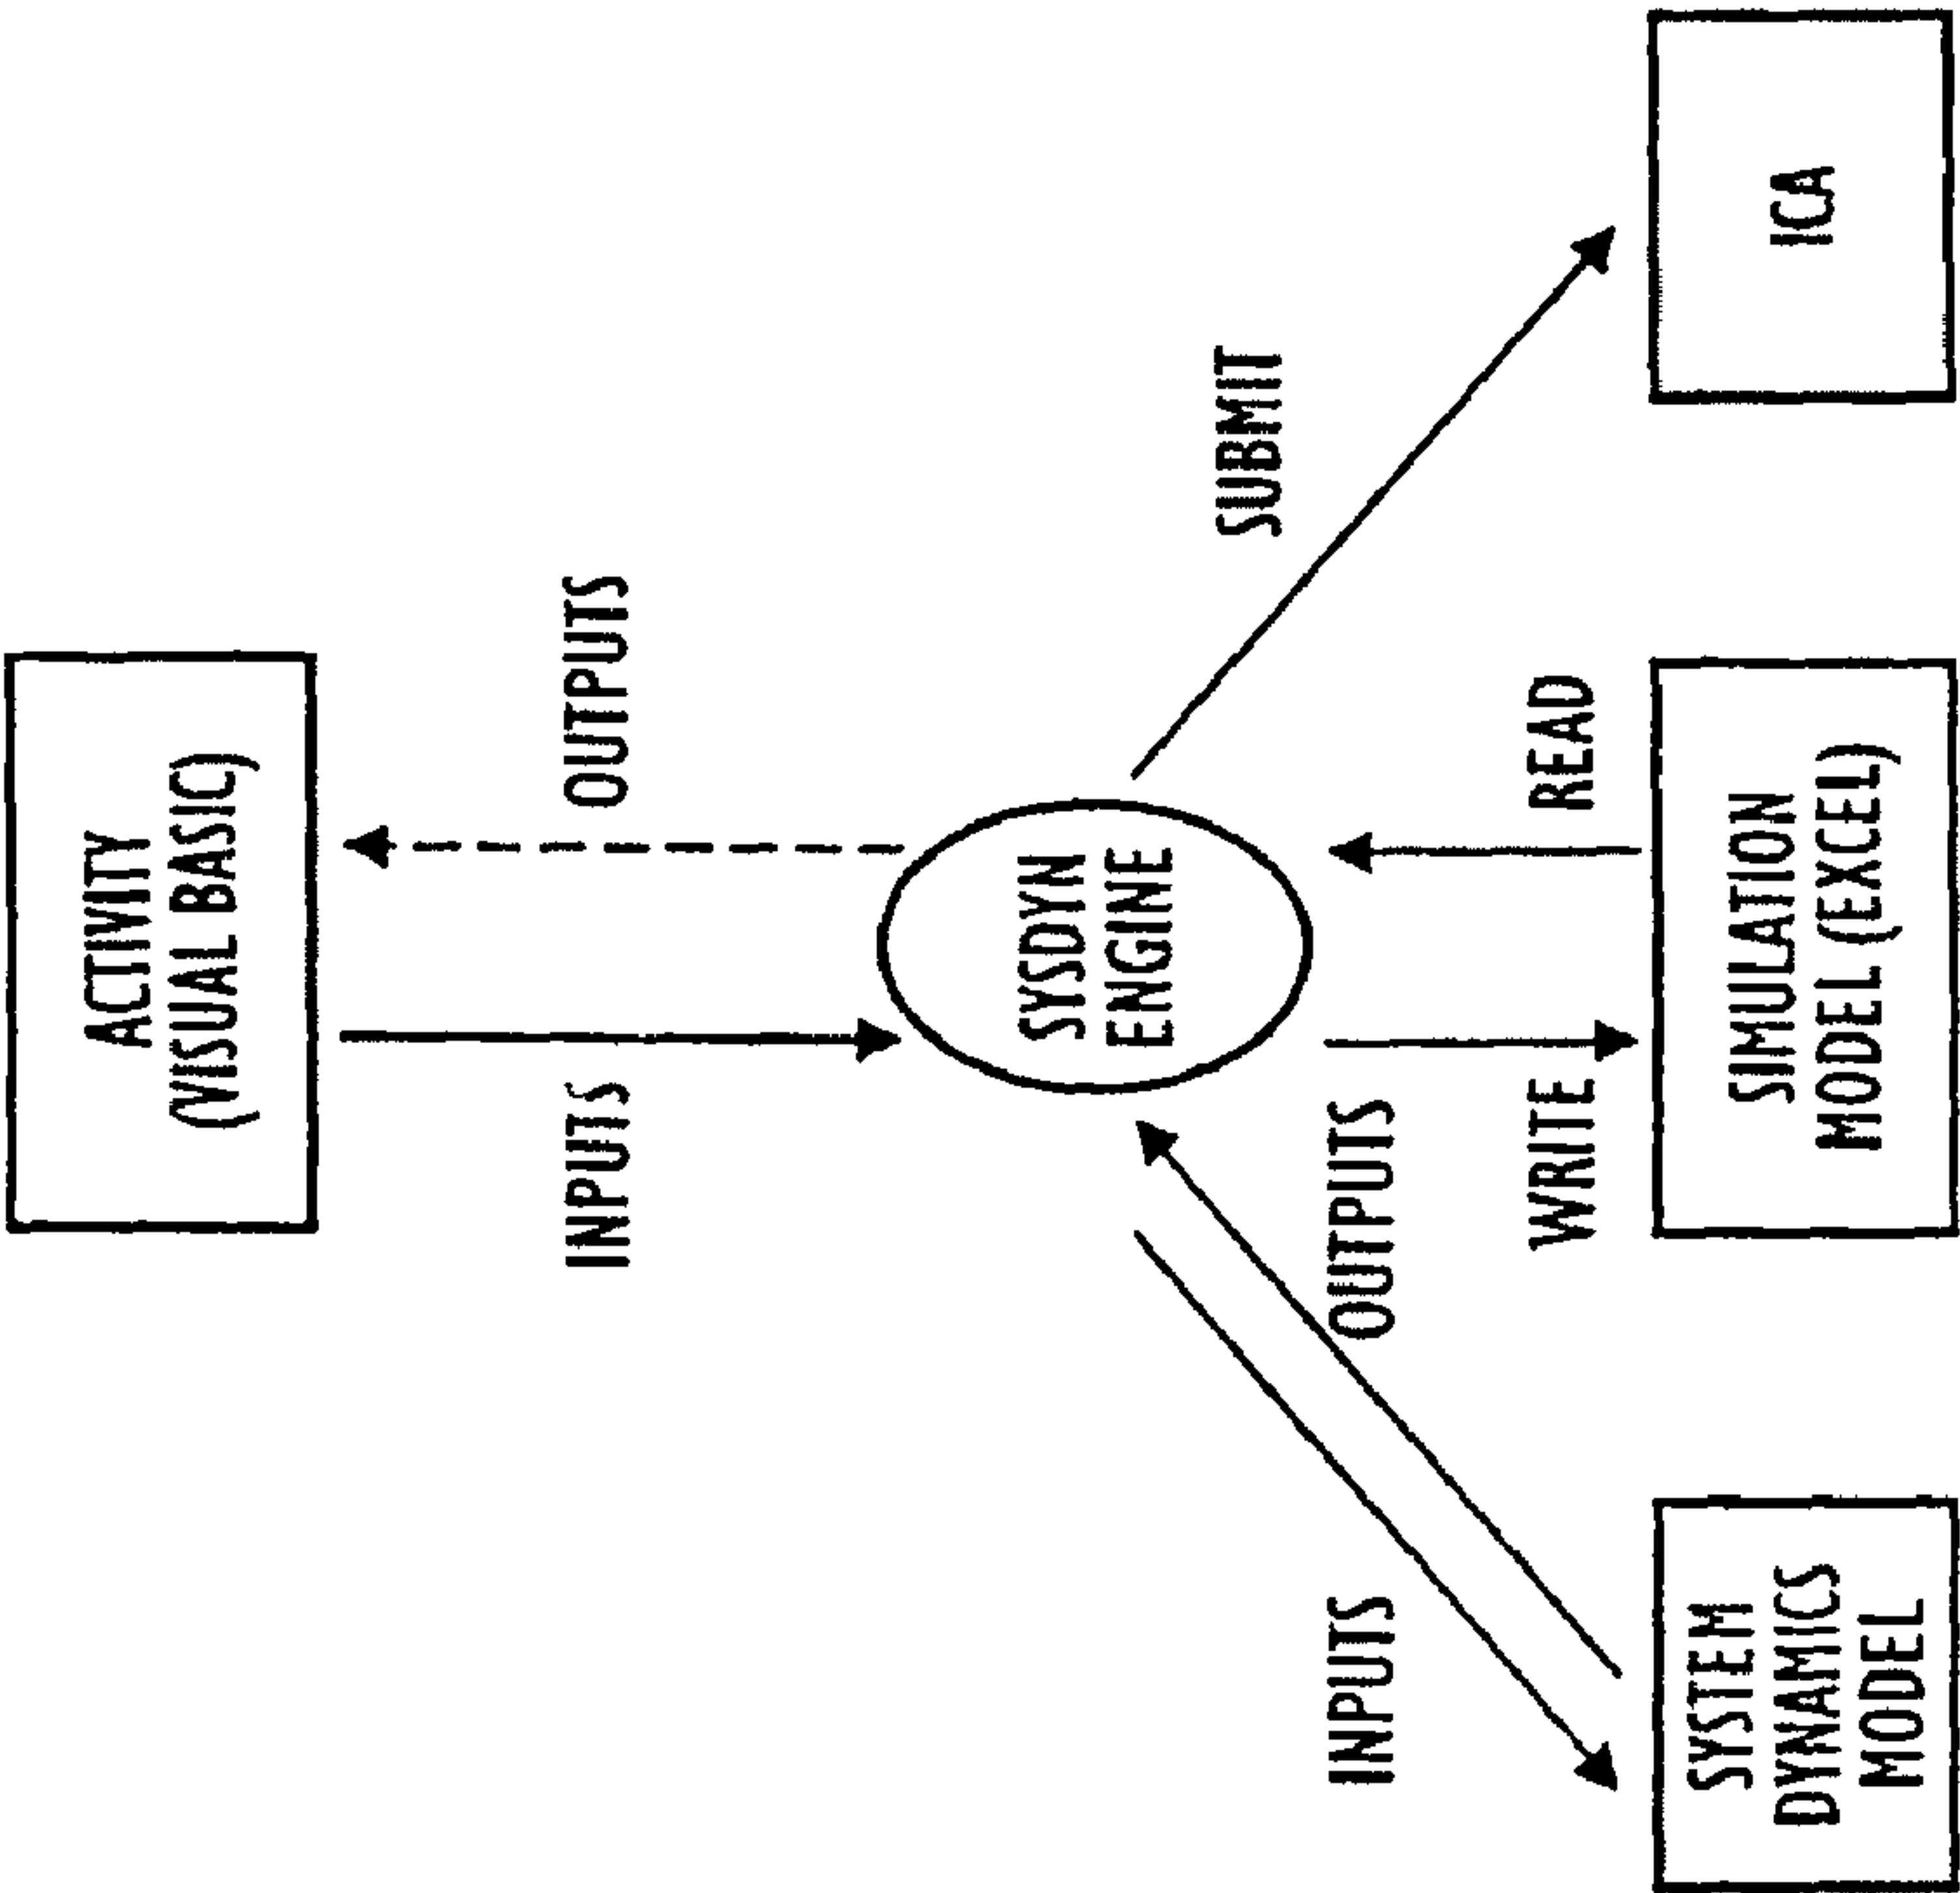 ACTIVITY
(VISUAL BASIC)
INPUTS
OUTPUTS
SYSDYN
ENGINE
SUBMIT
INPUTS
OUTPUTS
WRITE
READ
SYSTEM
DYNAMICS
MODEL
SIMULATION
MODEL (EXCEL)
ICA